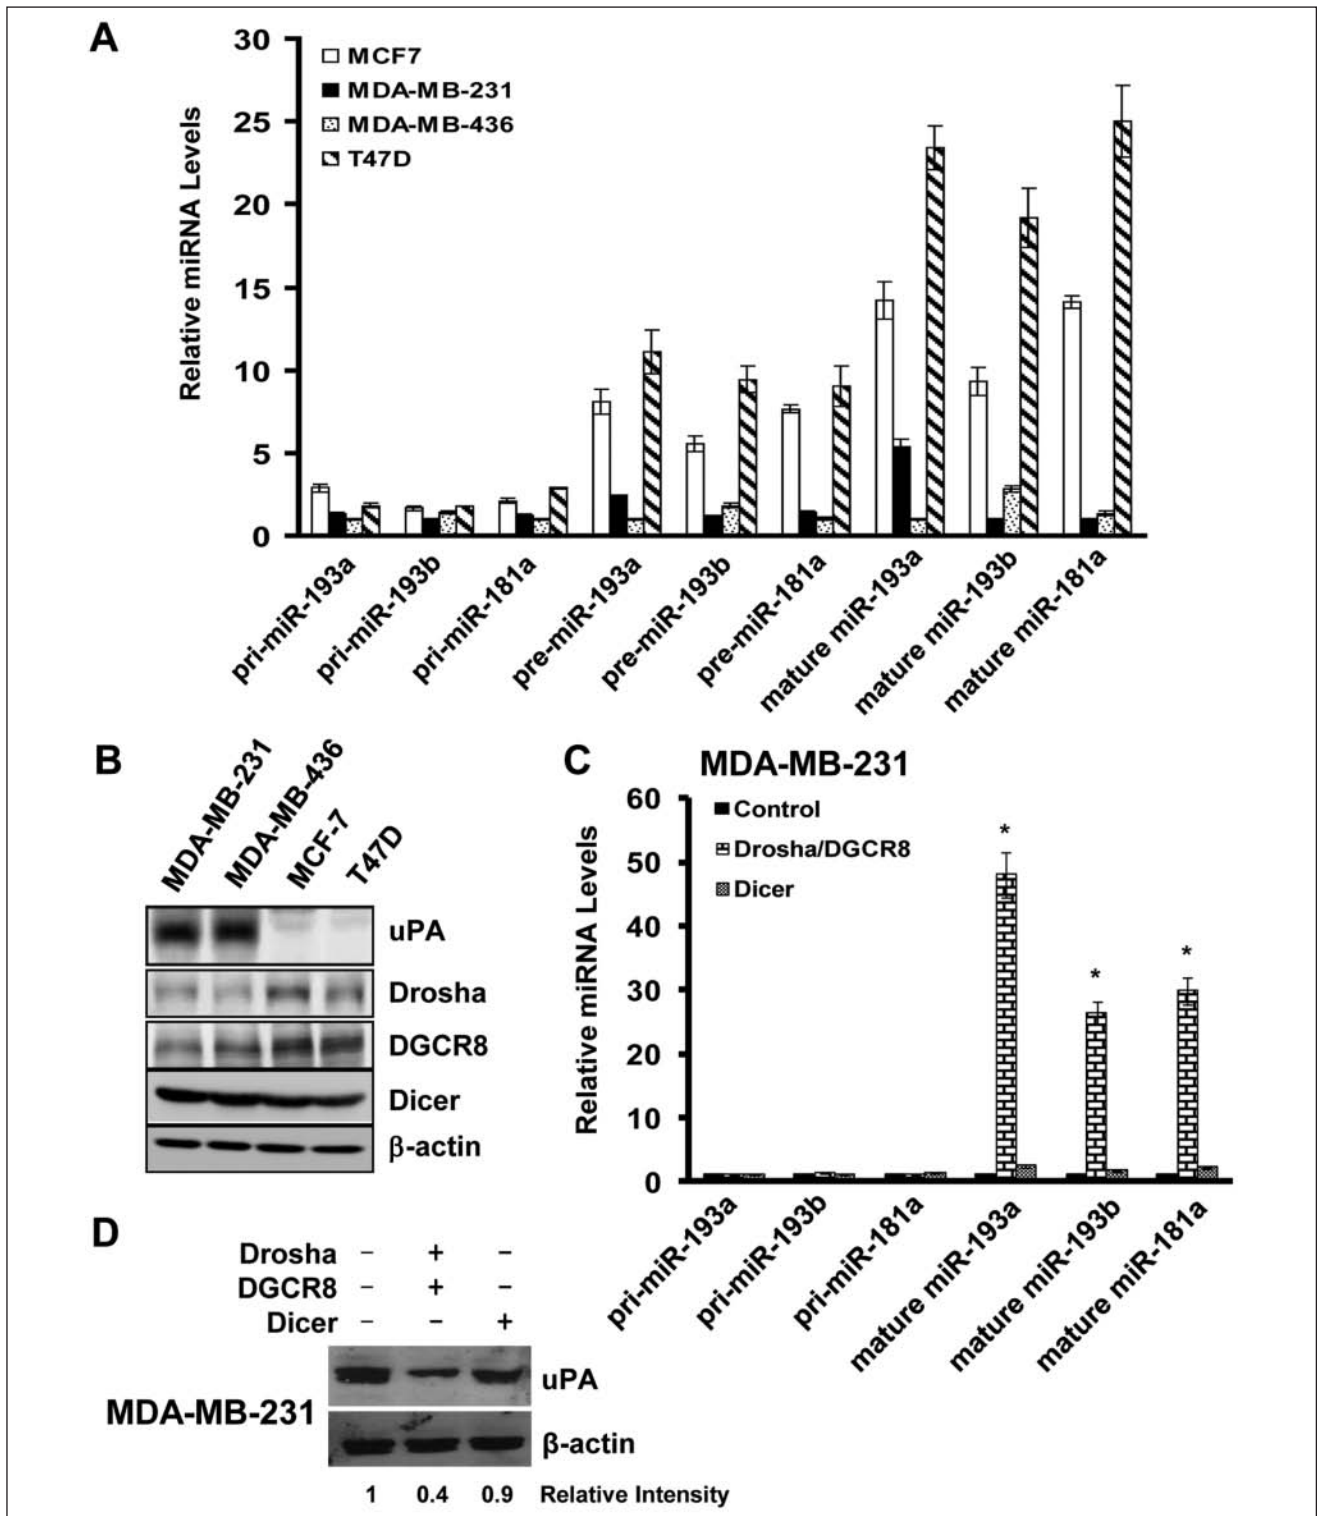 A
30
25
20
15
10
5
0
Relative miRNA Levels
MCF7
MDA-MB-231
MDA-MB-436
T47D
pri-miR-193a
pri-miR-193b
pri-miR-181a
pre-miR-193a
pre-miR-193b
pre-miR-181a
mature miR-193a
mature miR-193b
mature miR-181a
B
MDA-MB-231
MDA-MB-436
MCF-7
T47D
uPA
Drosha
DGCR8
Dicer
β-actin
C
MDA-MB-231
60
50
40
30
20
10
0
Relative miRNA Levels
Control
Drosha/DGCR8
Dicer
*
*
*
pri-miR-193a
pri-miR-193b
pri-miR-181a
mature miR-193a
mature miR-193b
mature miR-181a
D
Drosha − + −
DGCR8 − + −
Dicer − − +
uPA
MDA-MB-231
β-actin
1 0.4 0.9 Relative Intensity